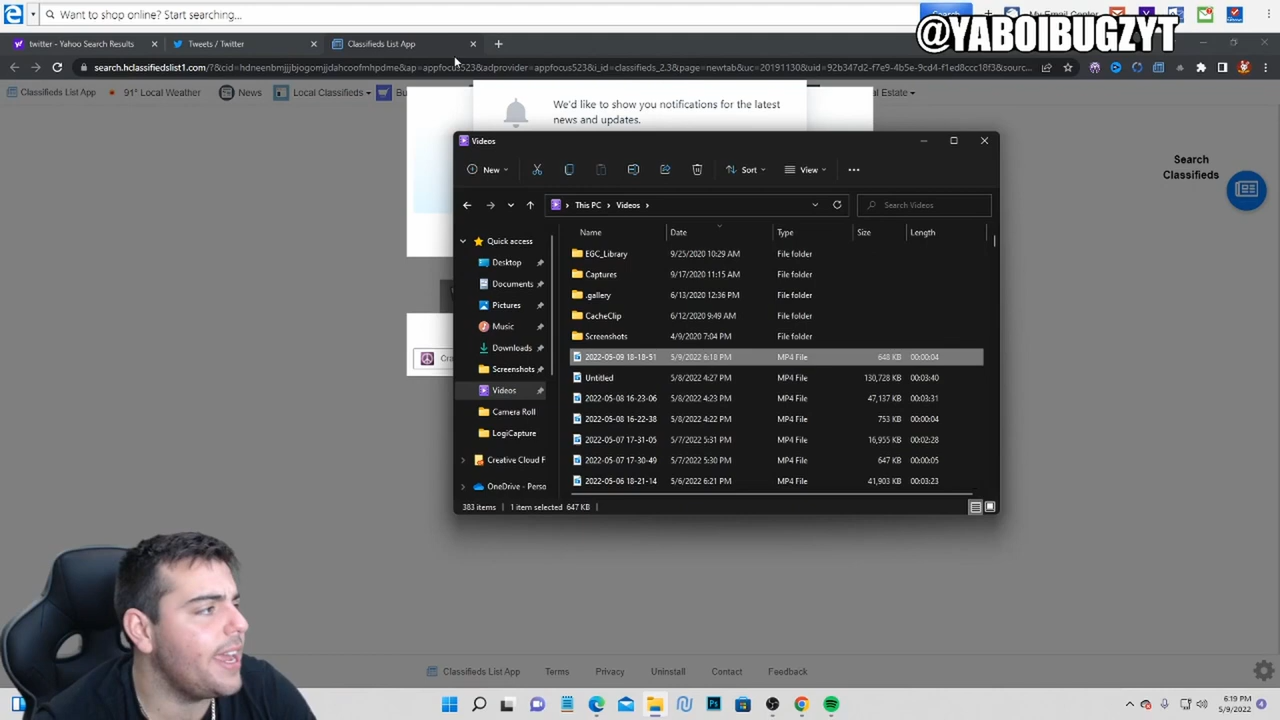 Want to shop online? Start searching...
Search
My Email Center
@YABOIBUGZYT
twitter - Yahoo Search Results
Tweets / Twitter
Classifieds List App
Classifieds List App
91° Local Weather
News
Local Classifieds
Bu
Real Estate
We'd like to show you notifications for the latest
news and updates.
Search
Classifieds
Videos
New
Sort
View
This PC > Videos >
Search Videos
Name Date Type Size Length
Quick access
Desktop
Documents
Pictures
Music
Downloads
Screenshots
Videos
Camera Roll
LogiCapture
Creative Cloud F
OneDrive - Perso
EGC_Library 9/25/2020 10:29 AM File folder
Captures 9/17/2020 11:15 AM File folder
.gallery 6/13/2020 12:36 PM File folder
CacheClip 6/12/2020 9:49 AM File folder
Screenshots 4/9/2020 7:04 PM File folder
2022-05-09 18-18-51 5/9/2022 6:18 PM MP4 File 648 KB 00:00:04
Untitled 5/8/2022 4:27 PM MP4 File 130,728 KB 00:03:40
2022-05-08 16-23-06 5/8/2022 4:23 PM MP4 File 47,137 KB 00:03:31
2022-05-08 16-22-38 5/8/2022 4:22 PM MP4 File 753 KB 00:00:04
2022-05-07 17-31-05 5/7/2022 5:31 PM MP4 File 16,955 KB 00:02:28
2022-05-07 17-30-49 5/7/2022 5:30 PM MP4 File 647 KB 00:00:05
2022-05-06 18-21-14 5/6/2022 6:21 PM MP4 File 41,903 KB 00:03:23
383 items 1 item selected 647 KB
Cra
Classifieds List App
Terms
Privacy
Uninstall
Contact
Feedback
6:19 PM
5/9/2022